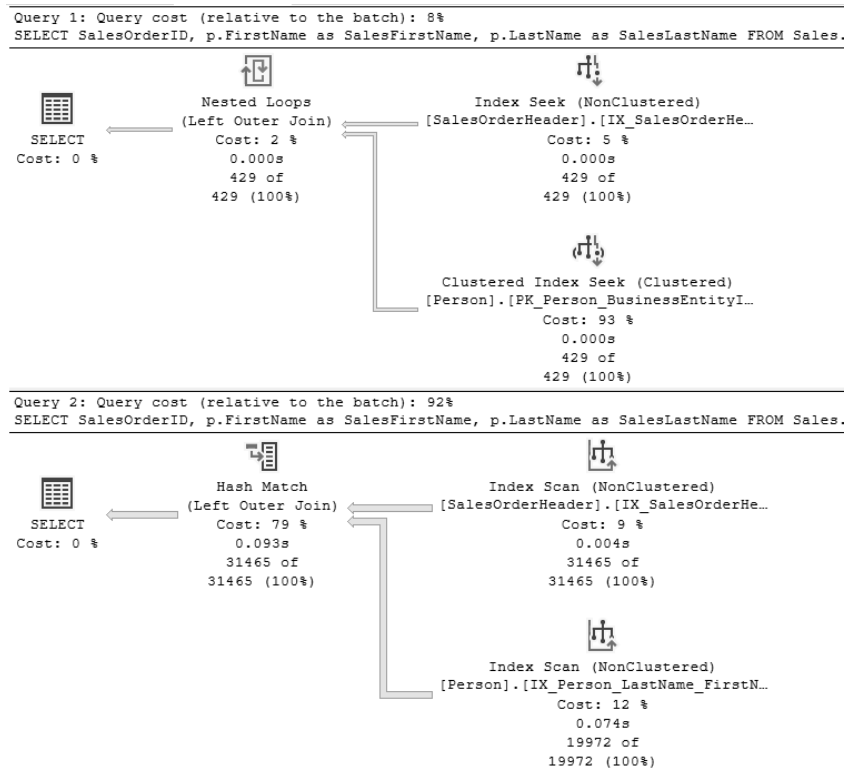 Query 1: Query cost (relative to the batch): 8%
SELECT SalesOrderID, p.FirstName as SalesFirstName, p.LastName as SalesLastName FROM Sales.
SELECT
Cost: 0 %
Nested Loops
(Left Outer Join)
Cost: 2 %
0.000s
429 of
429 (100%)
Index Seek (NonClustered)
[SalesOrderHeader].[IX_SalesOrderHe…
Cost: 5 %
0.000s
429 of
429 (100%)
Clustered Index Seek (Clustered)
[Person].[PK_Person_BusinessEntityI…
Cost: 93 %
0.000s
429 of
429 (100%)
Query 2: Query cost (relative to the batch): 92%
SELECT SalesOrderID, p.FirstName as SalesFirstName, p.LastName as SalesLastName FROM Sales.
SELECT
Cost: 0 %
Hash Match
(Left Outer Join)
Cost: 79 %
0.093s
31465 of
31465 (100%)
Index Scan (NonClustered)
[SalesOrderHeader].[IX_SalesOrderHe…
Cost: 9 %
0.004s
31465 of
31465 (100%)
Index Scan (NonClustered)
[Person].[IX_Person_LastName_FirstN…
Cost: 12 %
0.074s
19972 of
19972 (100%)